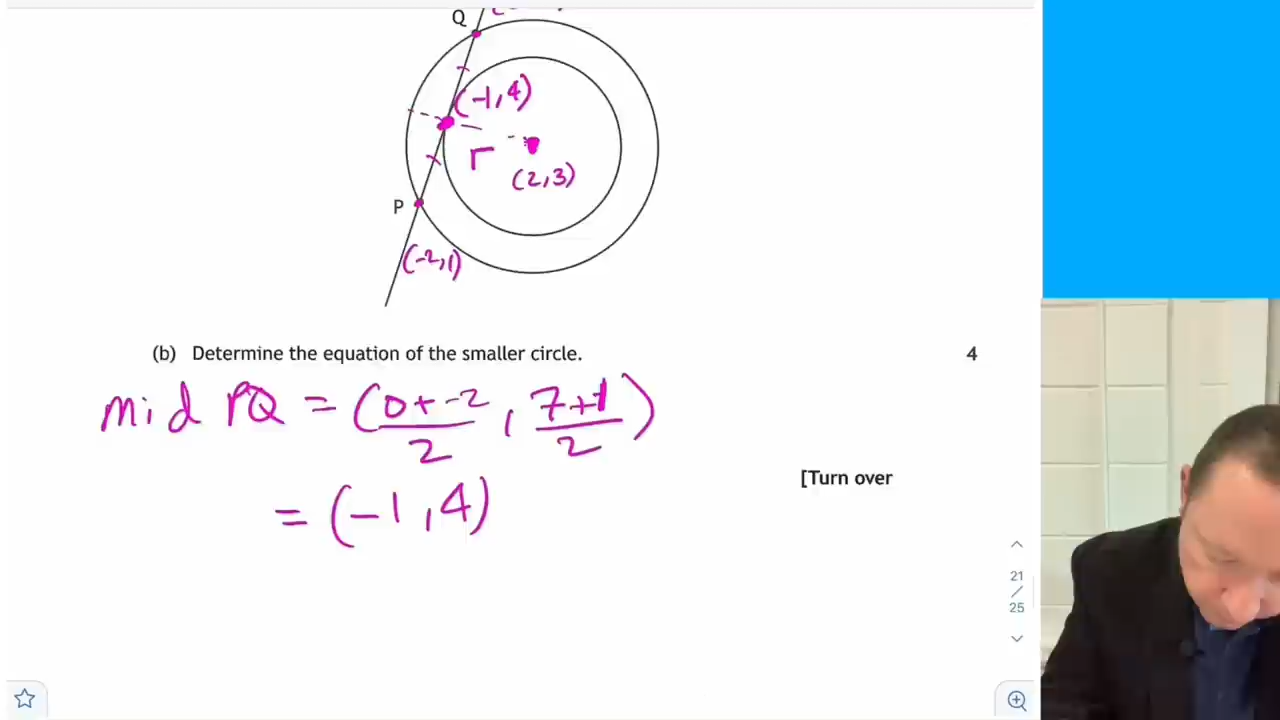 Q
(-1, 4)
r
(2, 3)
P
(-2, 1)
(b) Determine the equation of the smaller circle. 4
mid PQ = (0+-2/2, 7+1/2)
[Turn over
= (-1, 4)
21
/
25